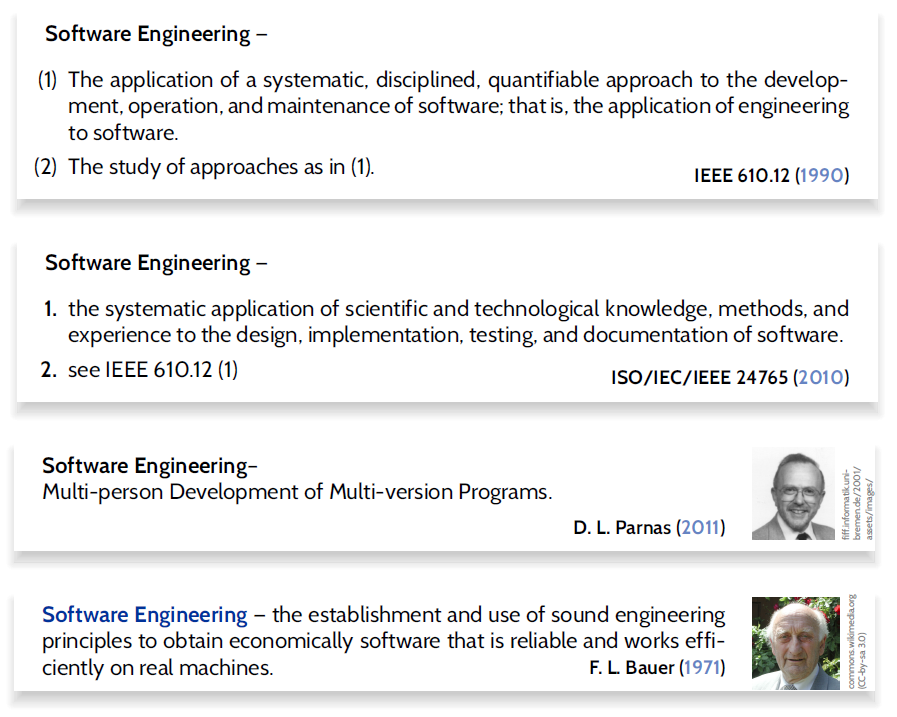 Software Engineering –
(1) The application of a systematic, disciplined, quantifiable approach to the develop-
ment, operation, and maintenance of software; that is, the application of engineering
to software.
(2) The study of approaches as in (1).
IEEE 610.12 (1990)
Software Engineering –
1. the systematic application of scientific and technological knowledge, methods, and
experience to the design, implementation, testing, and documentation of software.
2. see IEEE 610.12 (1)
ISO/IEC/IEEE 24765 (2010)
Software Engineering–
Multi-person Development of Multi-version Programs.
D. L. Parnas (2011)
fiff.informatik.uni-
bremen.de/2001/
assets/images/
Software Engineering – the establishment and use of sound engineering
principles to obtain economically software that is reliable and works effi-
ciently on real machines.
F. L. Bauer (1971)
commons.wikimedia.org
(CC-by-sa 3.0)